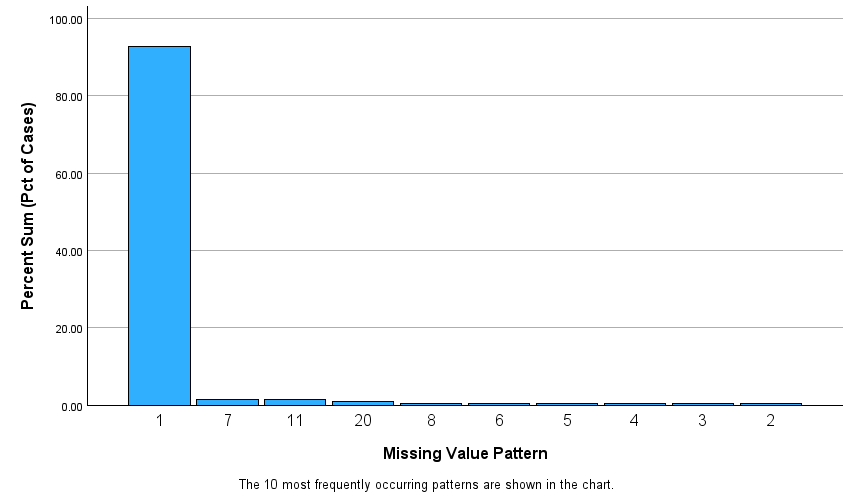 100.00
80.00
60.00
40.00
20.00
0.00
Percent Sum (Pct of Cases)
1 7 11 20 8 6 5 4 3 2
Missing Value Pattern
The 10 most frequently occurring patterns are shown in the chart.